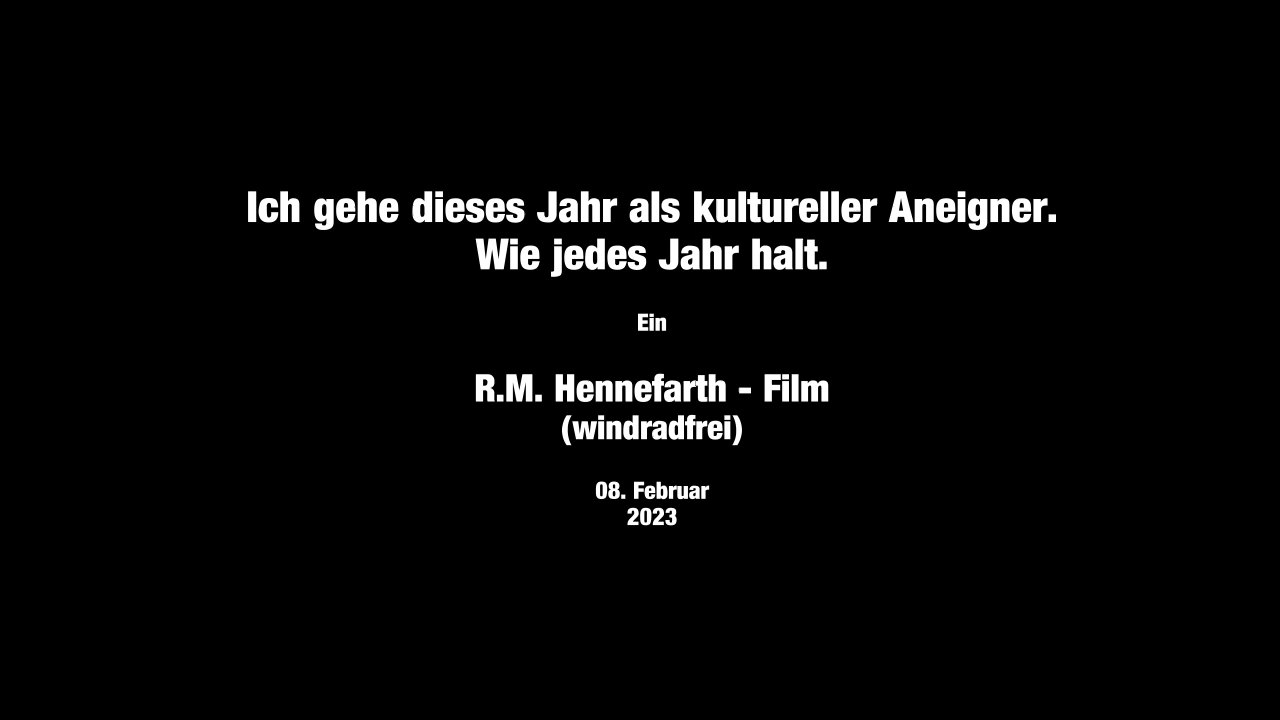 Ich gehe dieses Jahr als kultureller Aneigner.
Wie jedes Jahr halt.
Ein
R.M. Hennefarth - Film
(windradfrei)
08. Februar
2023